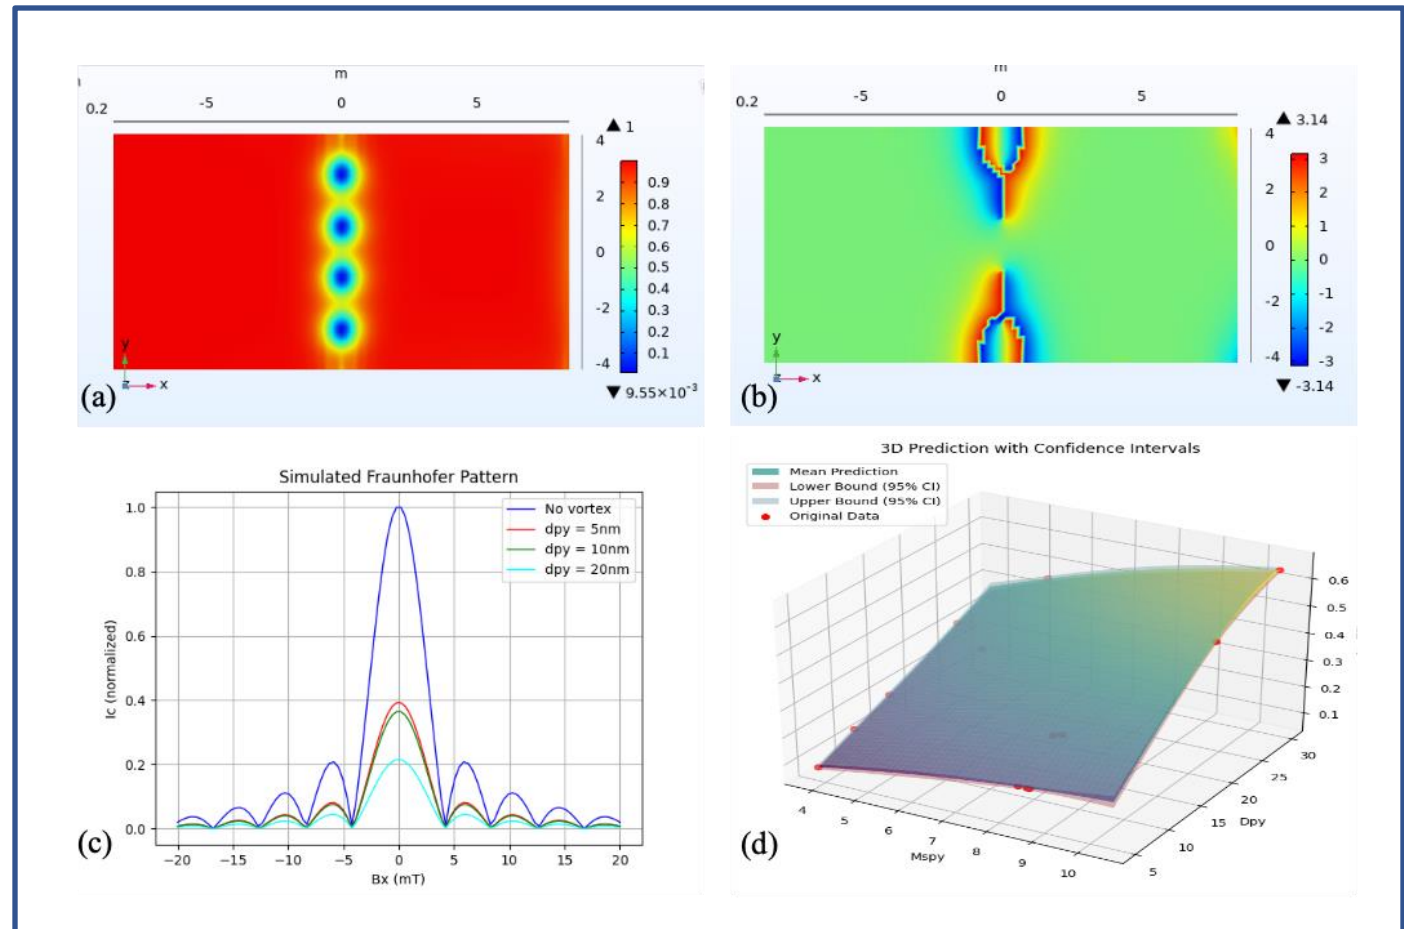 m
0.2 -5 0 5
▲ 1
4
2
0
-2
-4
0.9
0.8
0.7
0.6
0.5
0.4
0.3
0.2
0.1
▼ 9.55×10⁻³
y
z x
(a)
m
0.2 -5 0 5
▲ 3.14
4
2
0
-2
-4
3
2
1
0
-1
-2
-3
▼ -3.14
y
z x
(b)
Simulated Fraunhofer Pattern
No vortex
dpy = 5nm
dpy = 10nm
dpy = 20nm
Ic (normalized)
1.0
0.8
0.6
0.4
0.2
0.0
−20 −15 −10 −5 0 5 10 15 20
Bx (mT)
(c)
3D Prediction with Confidence Intervals
Mean Prediction
Lower Bound (95% CI)
Upper Bound (95% CI)
Original Data
0.6
0.5
0.4
0.3
0.2
0.1
30
25
20
15
10
5
Dpy
4 5 6 7 8 9 10
Mspy
(d)